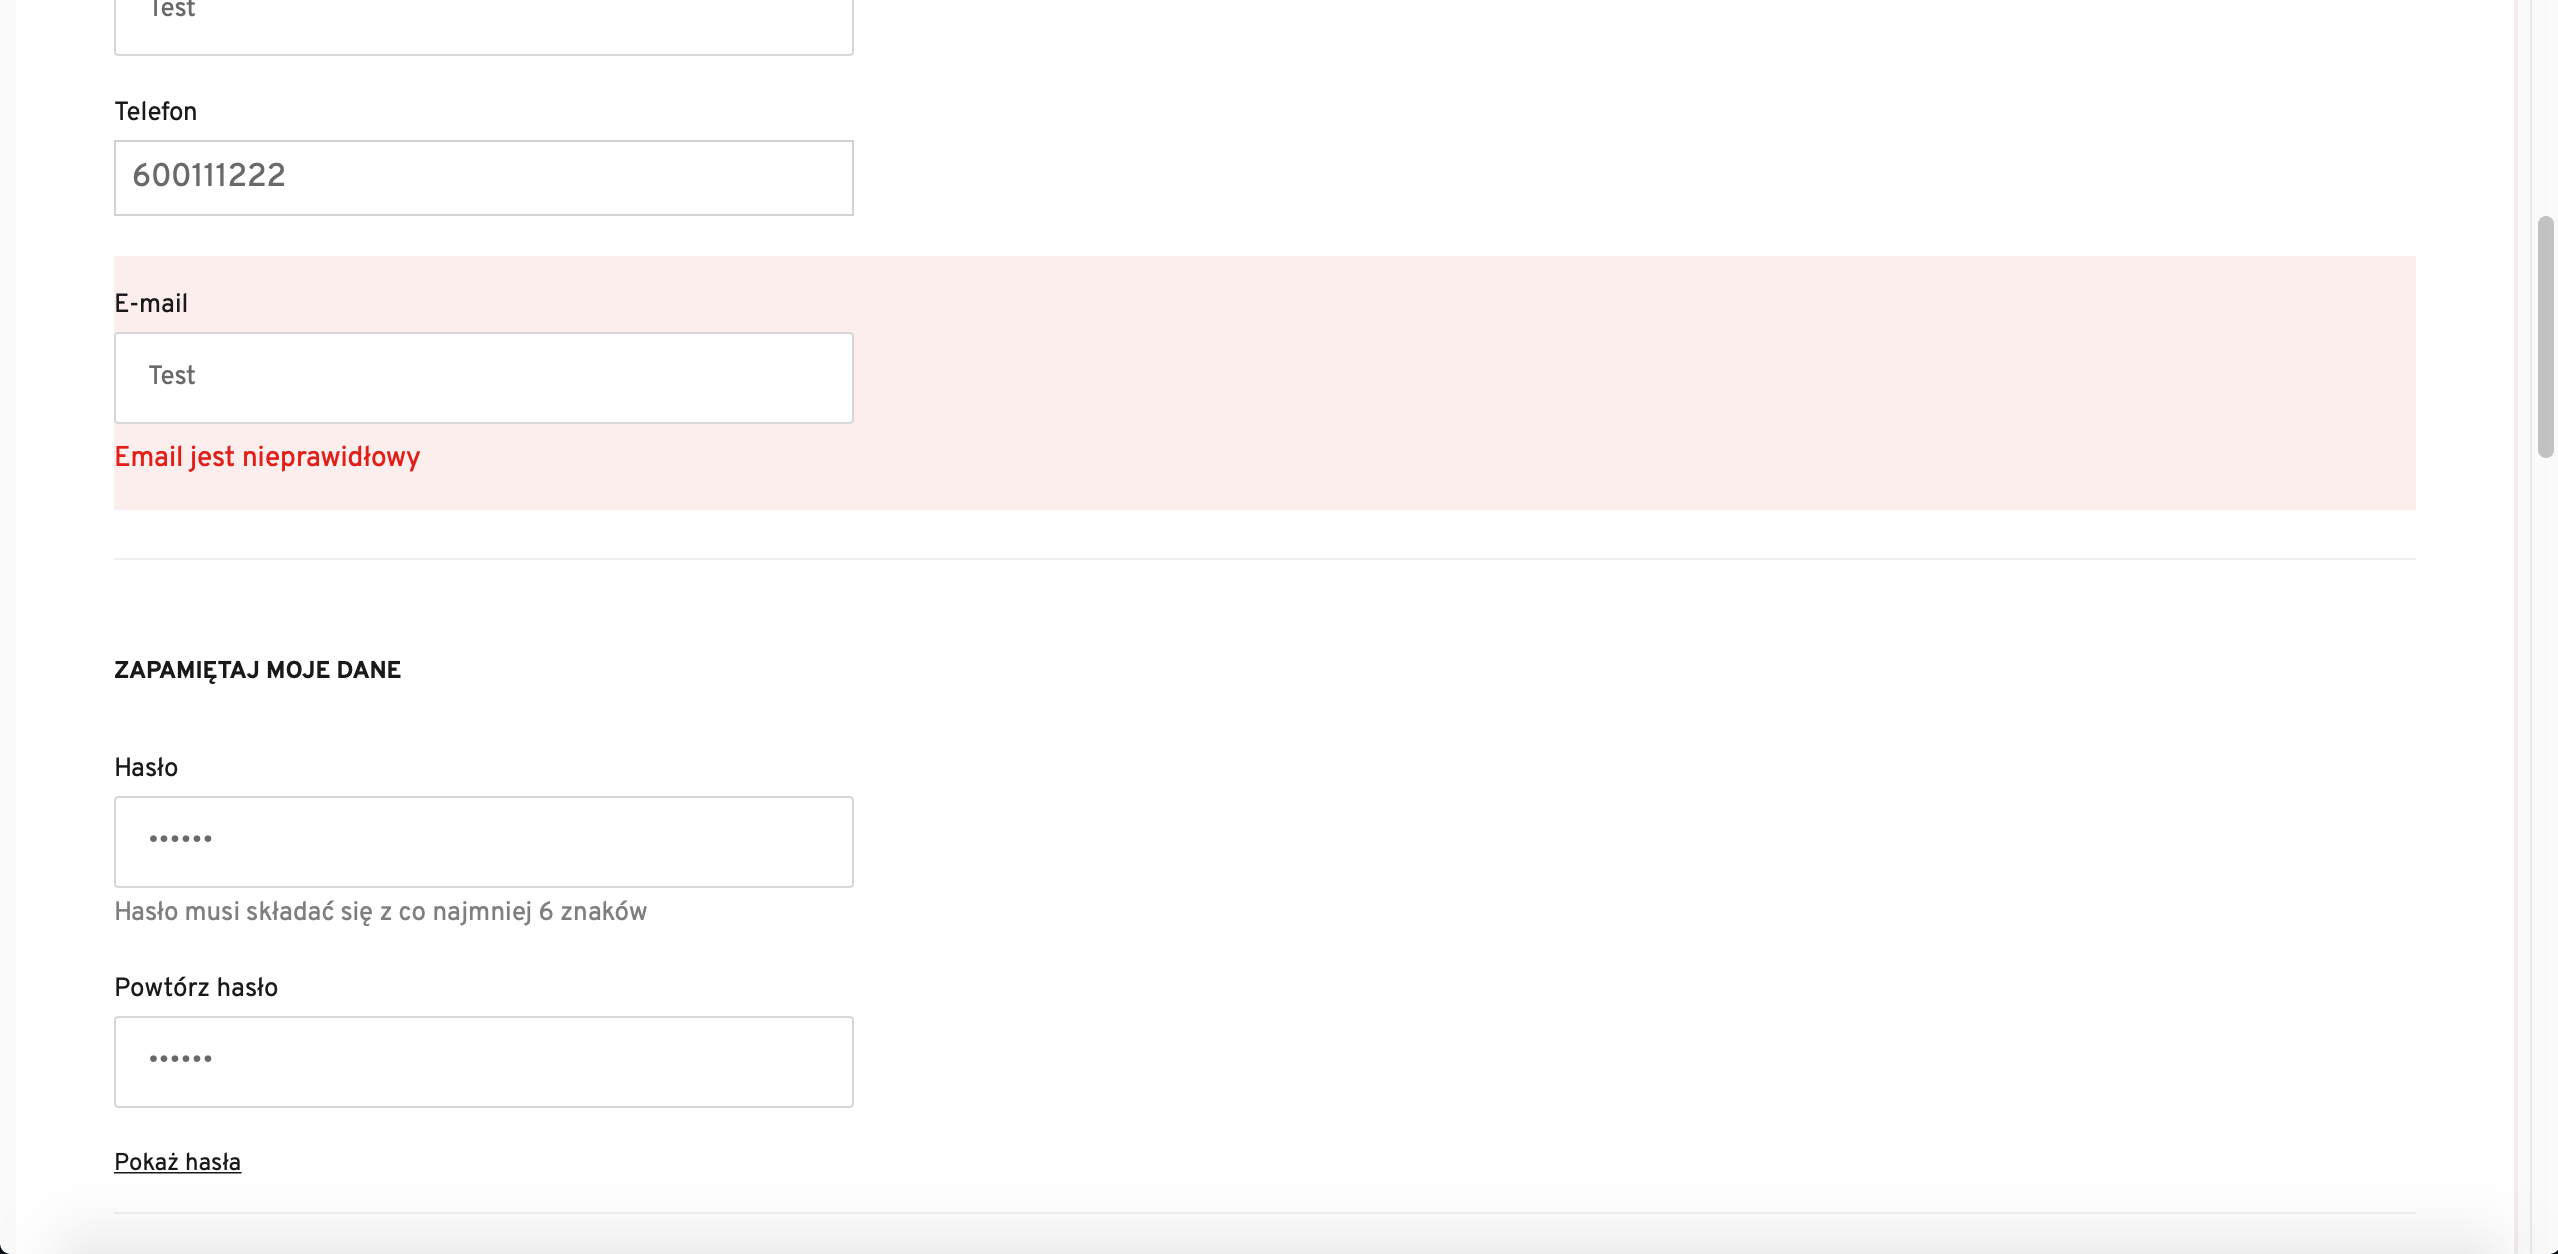 Test
Telefon
600111222
E-mail
Test
Email jest nieprawidłowy
ZAPAMIĘTAJ MOJE DANE
Hasło
••••••
Hasło musi składać się z co najmniej 6 znaków
Powtórz hasło
••••••
Pokaż hasła